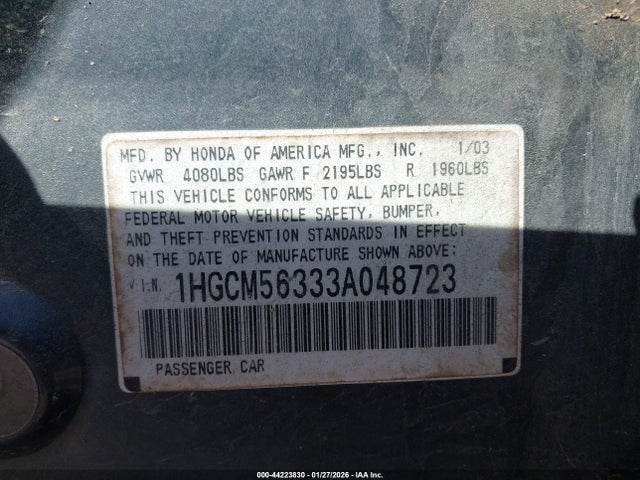 MFD. BY HONDA OF AMERICA MFG., INC. 1/03
GVWR 4080LBS GAWR F 2195LBS R 1960LBS
THIS VEHICLE CONFORMS TO ALL APPLICABLE
FEDERAL MOTOR VEHICLE SAFETY, BUMPER,
AND THEFT PREVENTION STANDARDS IN EFFECT
ON THE DATE OF MANUFACTURE SHOWN ABOVE:
V.I.N. 1HGCM56333A048723
PASSENGER CAR
000-44223830 - 01/27/2026 - IAA Inc.